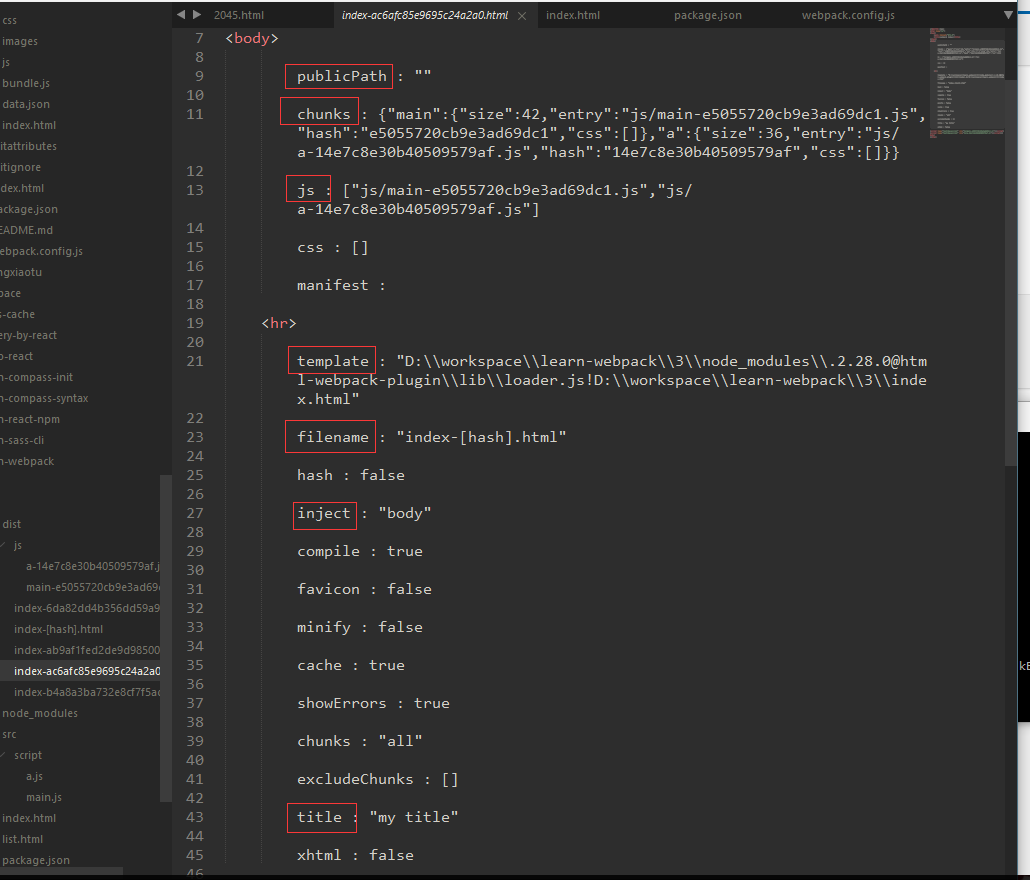 css
images
js
bundle.js
data.json
index.html
itattributes
itignore
dex.html
ackage.json
EADME.md
ebpack.config.js
ngxiaotu
pace
s-cache
ery-by-react
o-react
n-compass-init
n-compass-syntax
n-react-npm
n-sass-cli
n-webpack
dist
js
a-14e7c8e30b40509579af.j
main-e5055720cb9e3ad69
index-6da82dd4b356dd59a9
index-[hash].html
index-ab9af1fed2de9d98500
index-ac6afc85e9695c24a2a0
index-b4a8a3ba732e8cf7f5ac
node_modules
src
script
a.js
main.js
index.html
list.html
package.json
2045.html index-ac6afc85e9695c24a2a0.html index.html package.json webpack.config.js
7 <body>
8
9 publicPath : ""
10
11 chunks : {"main":{"size":42,"entry":"js/main-e5055720cb9e3ad69dc1.js",
"hash":"e5055720cb9e3ad69dc1","css":[]},"a":{"size":36,"entry":"js/
a-14e7c8e30b40509579af.js","hash":"14e7c8e30b40509579af","css":[]}}
12
13 js : ["js/main-e5055720cb9e3ad69dc1.js","js/
a-14e7c8e30b40509579af.js"]
14
15 css : []
16
17 manifest :
18
19 <hr>
20
21 template : "D:\\workspace\\learn-webpack\\3\\node_modules\\.2.28.0@htm
l-webpack-plugin\\lib\\loader.js!D:\\workspace\\learn-webpack\\3\\inde
x.html"
22
23 filename : "index-[hash].html"
24
25 hash : false
26
27 inject : "body"
28
29 compile : true
30
31 favicon : false
32
33 minify : false
34
35 cache : true
36
37 showErrors : true
38
39 chunks : "all"
40
41 excludeChunks : []
42
43 title : "my title"
44
45 xhtml : false
46